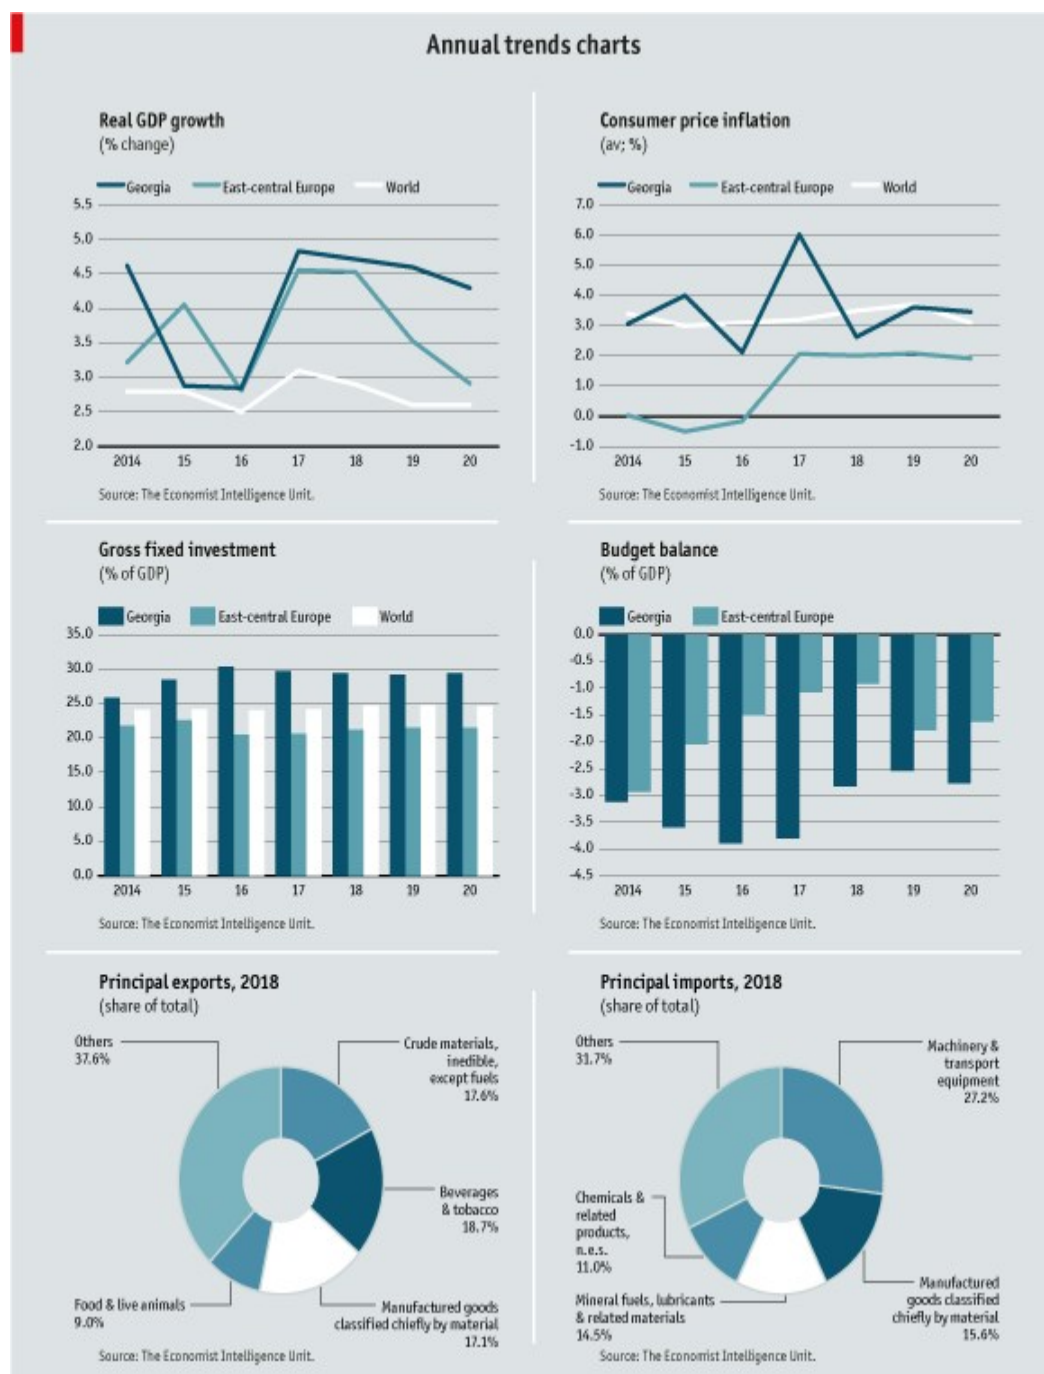 Annual trends charts
Real GDP growth
(% change)
Georgia East-central Europe World
5.5
5.0
4.5
4.0
3.5
3.0
2.5
2.0
2014 15 16 17 18 19 20
Source: The Economist Intelligence Unit.
Consumer price inflation
(av; %)
Georgia East-central Europe World
7.0
6.0
5.0
4.0
3.0
2.0
1.0
0.0
-1.0
2014 15 16 17 18 19 20
Source: The Economist Intelligence Unit.
Gross fixed investment
(% of GDP)
Georgia East-central Europe World
35.0
30.0
25.0
20.0
15.0
10.0
5.0
0.0
2014 15 16 17 18 19 20
Source: The Economist Intelligence Unit.
Budget balance
(% of GDP)
Georgia East-central Europe
0.0
-0.5
-1.0
-1.5
-2.0
-2.5
-3.0
-3.5
-4.0
-4.5
2014 15 16 17 18 19 20
Source: The Economist Intelligence Unit.
Principal exports, 2018
(share of total)
Others
37.6%
Crude materials,
inedible,
except fuels
17.6%
Beverages
& tobacco
18.7%
Food & live animals
9.0%
Manufactured goods
classified chiefly by material
17.1%
Source: The Economist Intelligence Unit.
Principal imports, 2018
(share of total)
Others
31.7%
Machinery &
transport
equipment
27.2%
Chemicals &
related
products,
n.e.s.
11.0%
Mineral fuels, lubricants
& related materials
14.5%
Manufactured
goods classified
chiefly by material
15.6%
Source: The Economist Intelligence Unit.